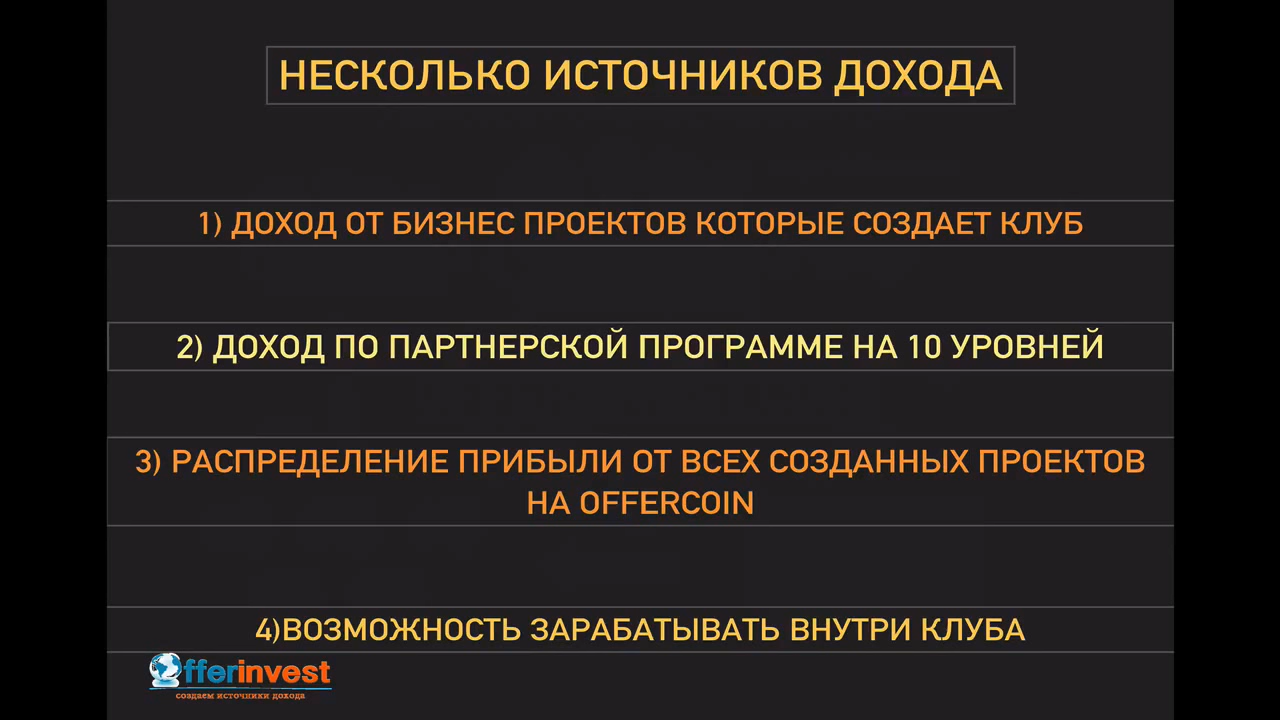 НЕСКОЛЬКО ИСТОЧНИКОВ ДОХОДА
1) ДОХОД ОТ БИЗНЕС ПРОЕКТОВ КОТОРЫЕ СОЗДАЕТ КЛУБ
2) ДОХОД ПО ПАРТНЕРСКОЙ ПРОГРАММЕ НА 10 УРОВНЕЙ
3) РАСПРЕДЕЛЕНИЕ ПРИБЫЛИ ОТ ВСЕХ СОЗДАННЫХ ПРОЕКТОВ
НА OFFERCOIN
4)ВОЗМОЖНОСТЬ ЗАРАБАТЫВАТЬ ВНУТРИ КЛУБА
Offerinvest
создаем источники дохода